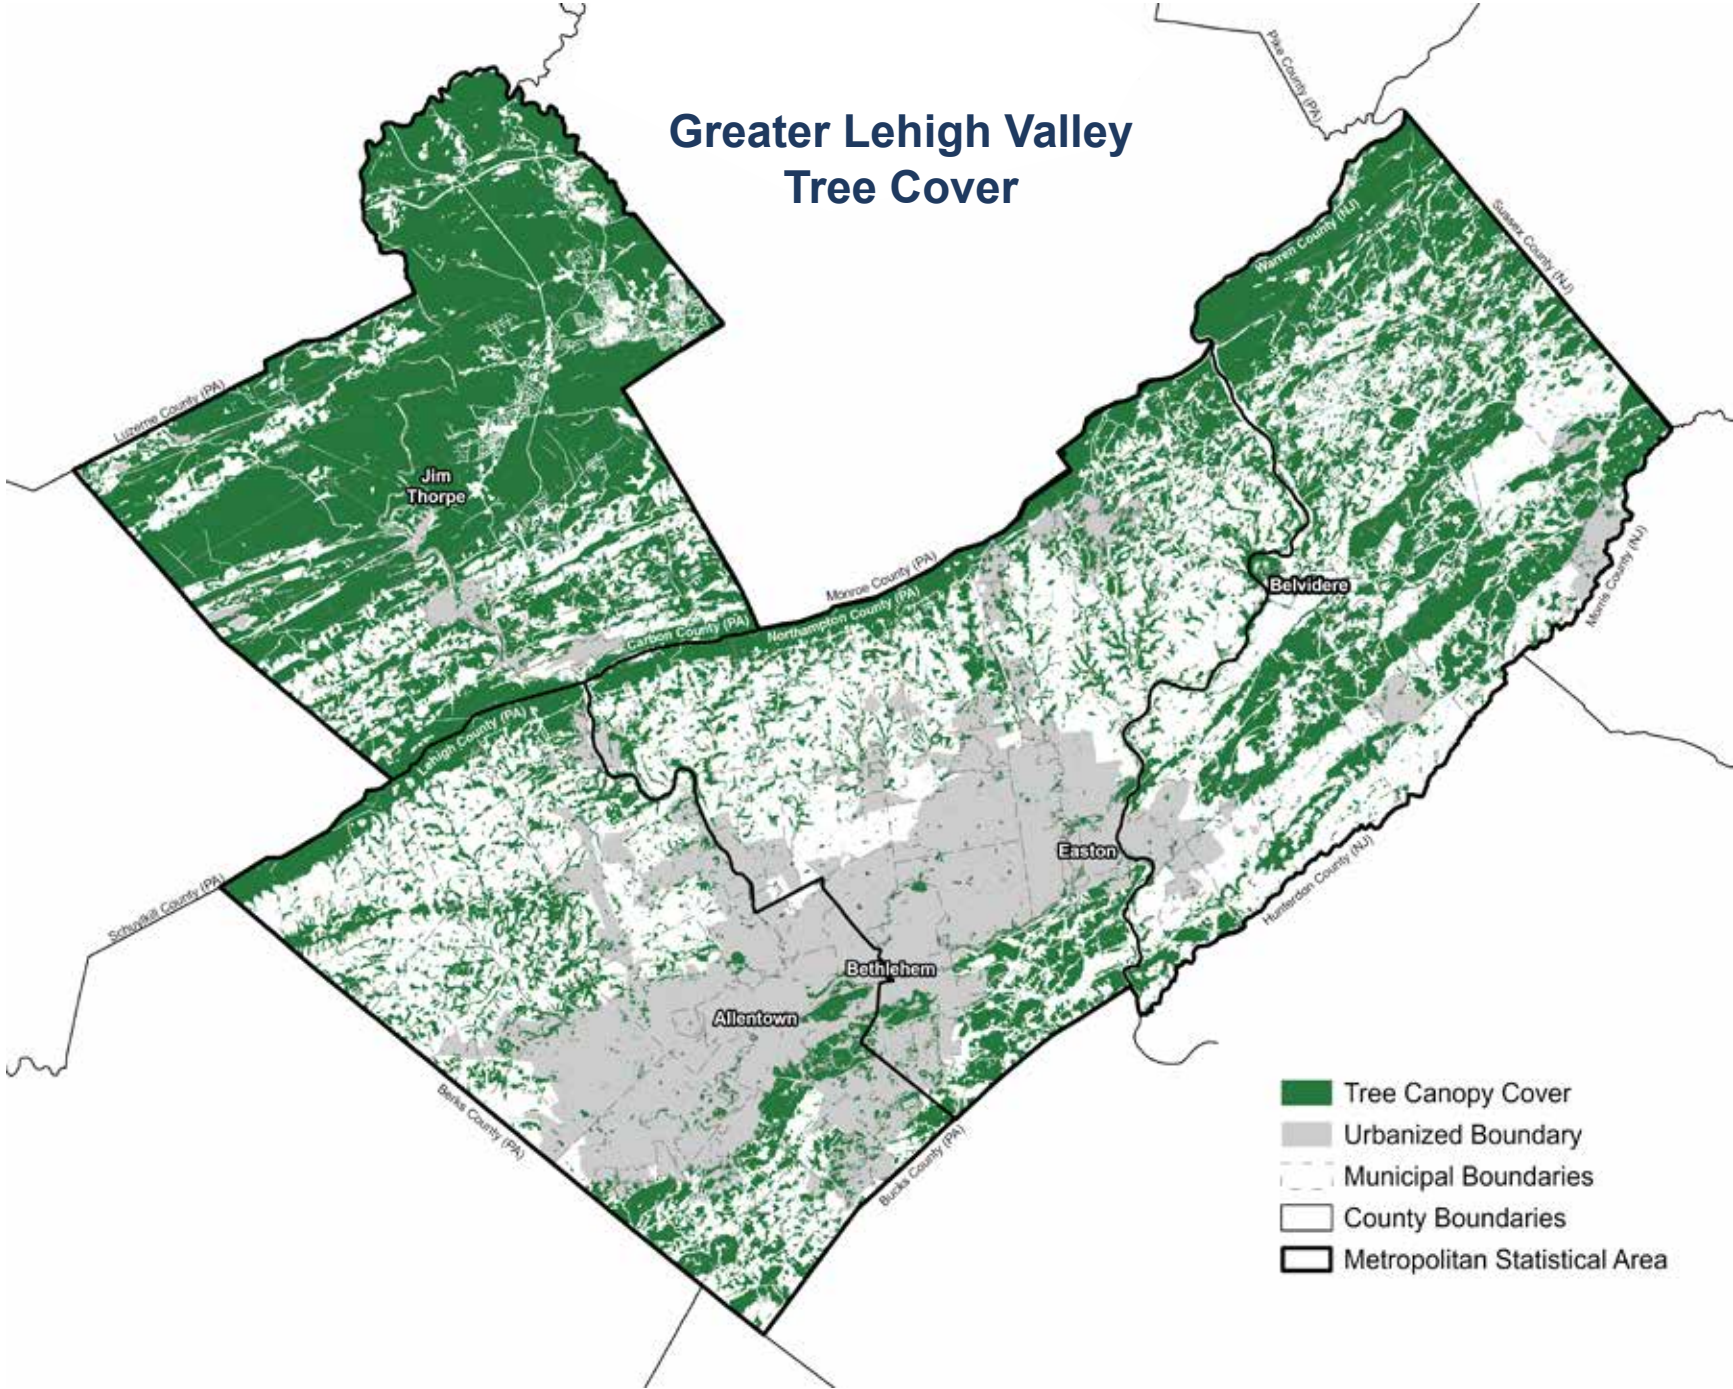 Greater Lehigh Valley
Tree Cover
Pike County (PA)
Sussex County (NJ)
Warren County (NJ)
Luzerne County (PA)
Jim
Thorpe
Monroe County (PA)
Northampton County (PA)
Carbon County (PA)
Belvidere
Morris County (NJ)
Lehigh County (PA)
Easton
Hunterdon County (NJ)
Schuylkill County (PA)
Bethlehem
Allentown
Berks County (PA)
Bucks County (PA)
Tree Canopy Cover
Urbanized Boundary
Municipal Boundaries
County Boundaries
Metropolitan Statistical Area